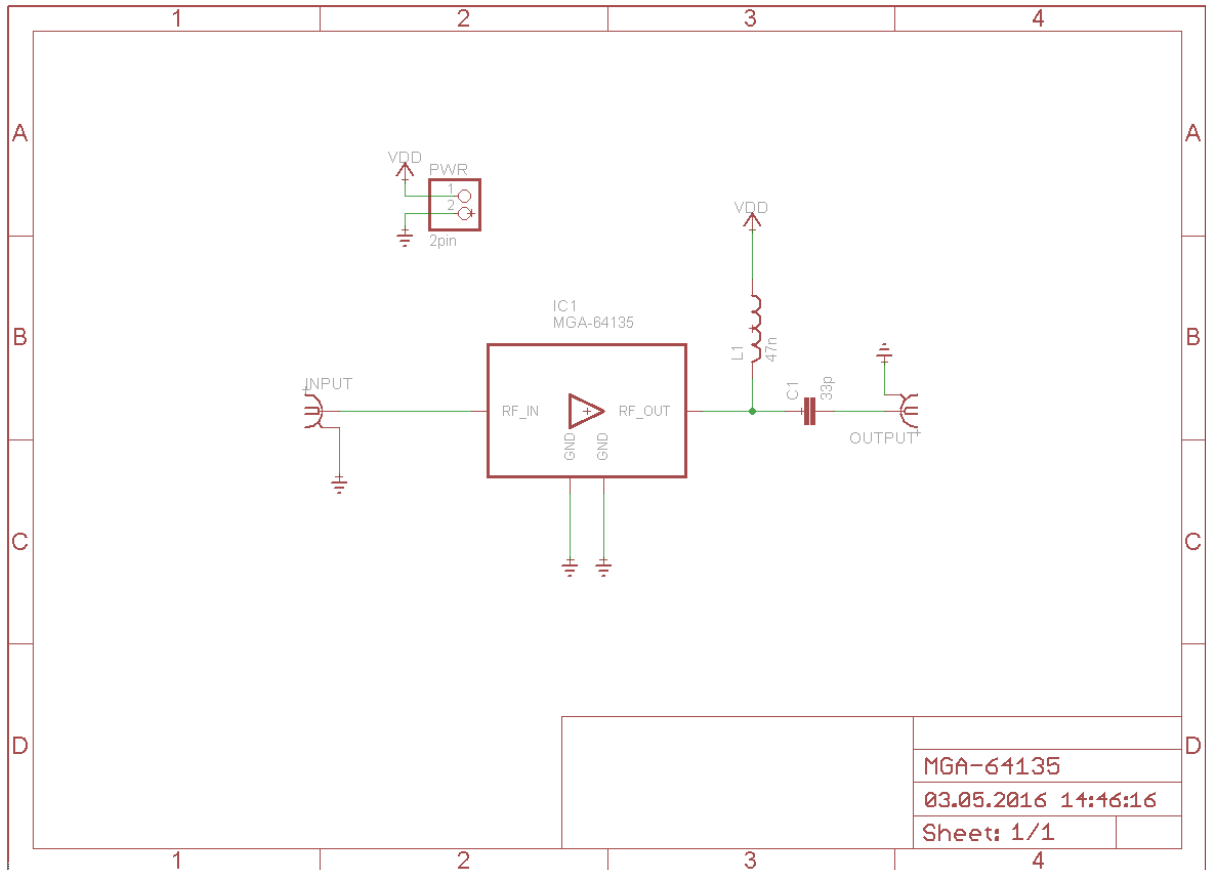 1 2 3 4
A A
VDD
PWR
1
2
2pin
VDD
B B
IC1
MGA-64135
L1
47n
INPUT
RF_IN
RF_OUT
GND
GND
C1
33p
OUTPUT
C C
D D
MGA-64135
03.05.2016 14:46:16
Sheet: 1/1
1 2 3 4